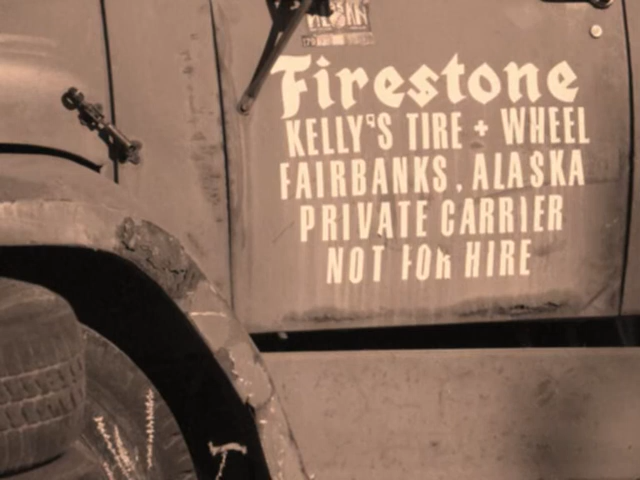 Firestone
KELLY'S TIRE + WHEEL
FAIRBANKS, ALASKA
PRIVATE CARRIER
NOT FOR HIRE